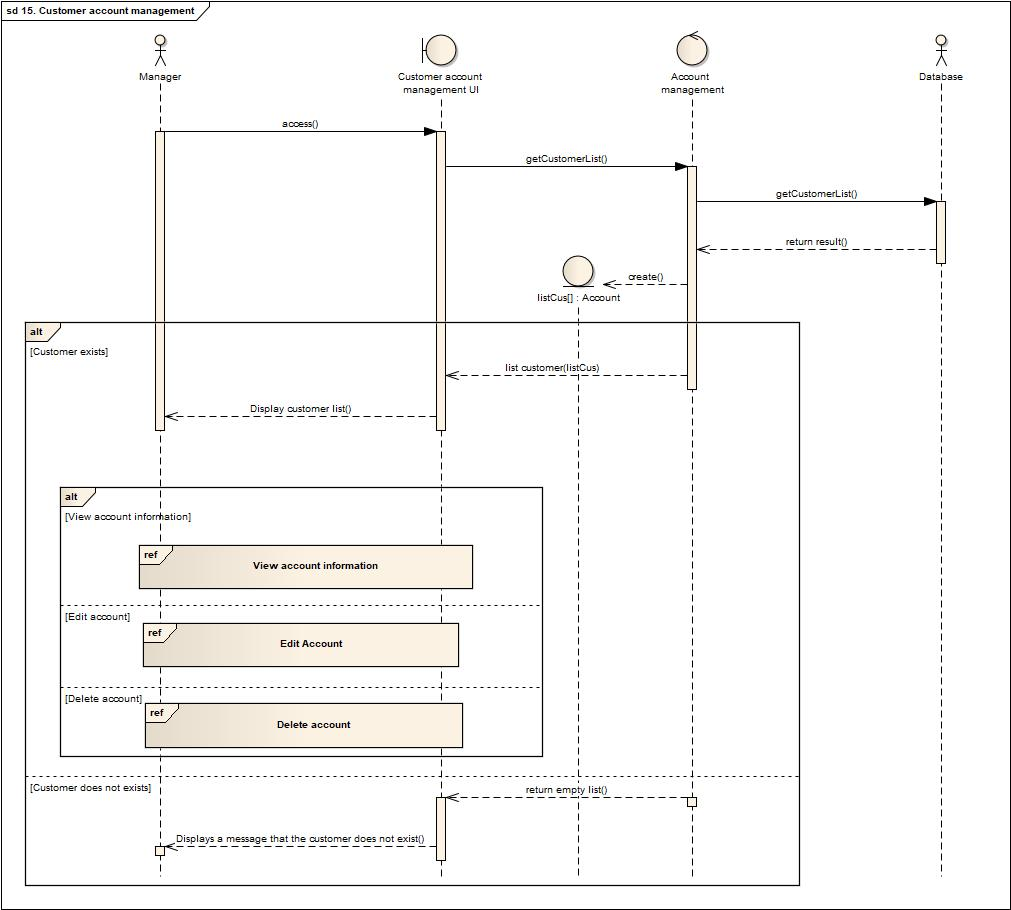 sd 15. Customer account management
Manager
Customer account
management UI
Account
management
Database
access()
getCustomerList()
getCustomerList()
return result()
create()
listCus[] : Account
alt
[Customer exists]
list customer(listCus)
Display customer list()
alt
[View account information]
ref
View account information
[Edit account]
ref
Edit Account
[Delete account]
ref
Delete account
[Customer does not exists]
return empty list()
Displays a message that the customer does not exist()